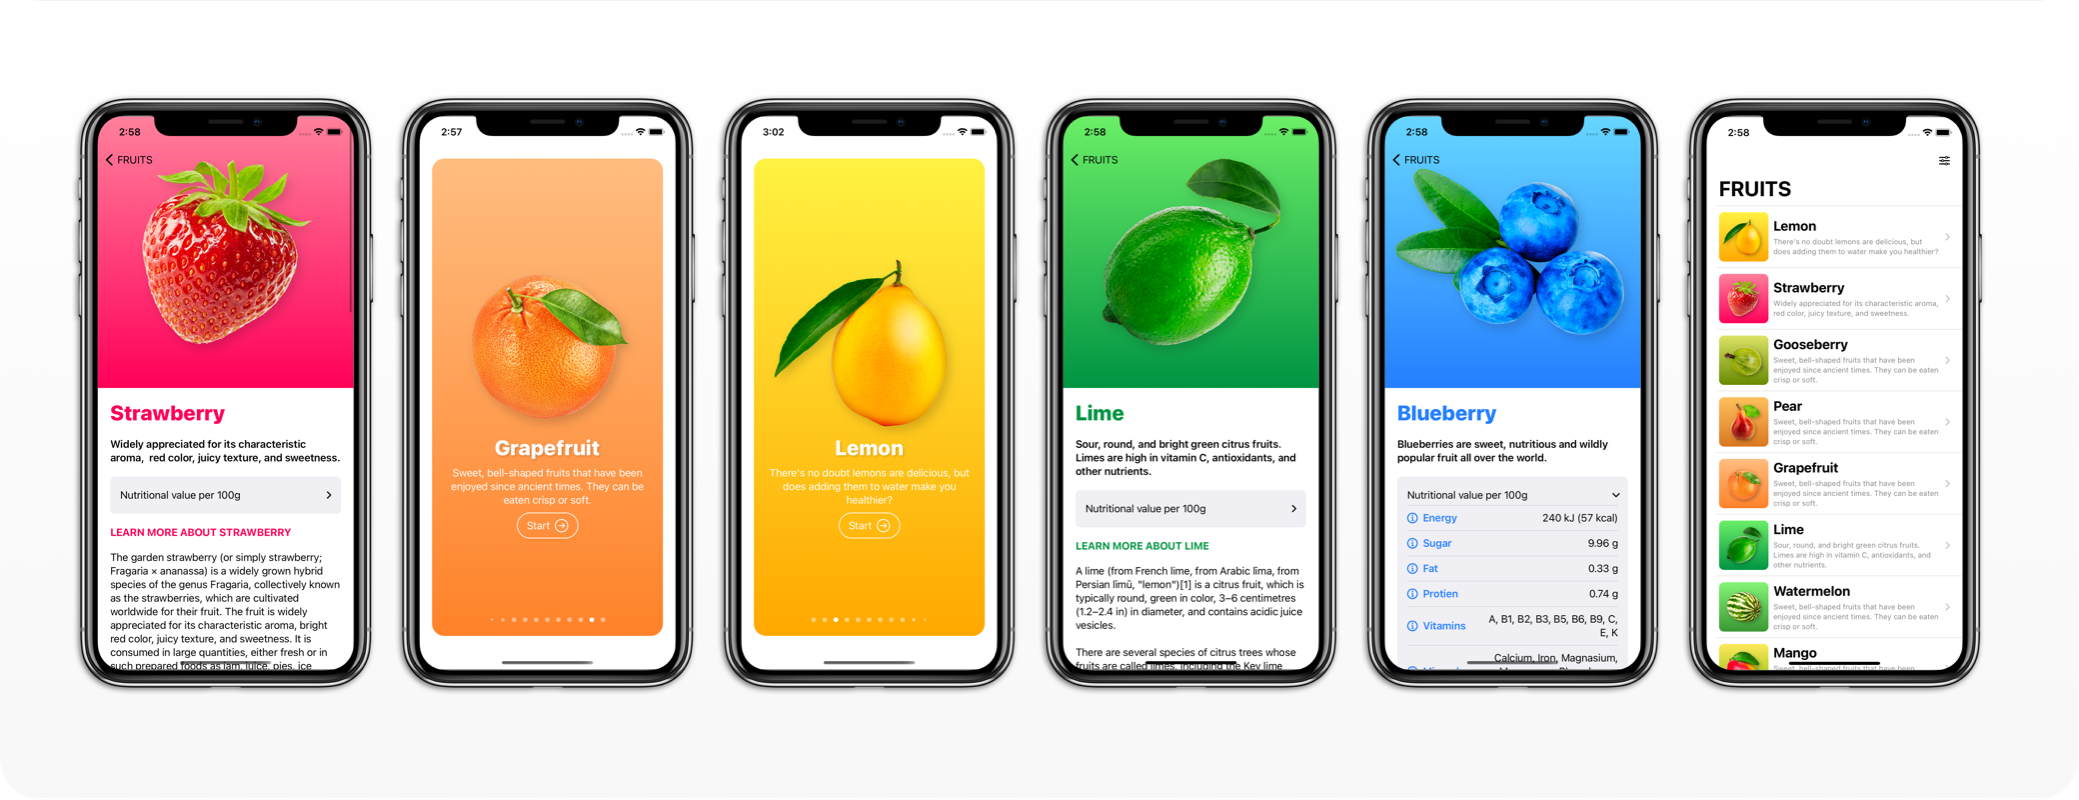 2:58
FRUITS
Strawberry
Widely appreciated for its characteristic
aroma,  red color, juicy texture, and sweetness.
Nutritional value per 100g
LEARN MORE ABOUT STRAWBERRY
The garden strawberry (or simply strawberry;
Fragaria × ananassa) is a widely grown hybrid
species of the genus Fragaria, collectively known
as the strawberries, which are cultivated
worldwide for their fruit. The fruit is widely
appreciated for its characteristic aroma, bright
red color, juicy texture, and sweetness. It is
consumed in large quantities, either fresh or in
such prepared foods as jam, juice, pies, ice
2:57
Grapefruit
Sweet, bell-shaped fruits that have been
enjoyed since ancient times. They can be
eaten crisp or soft.
Start
3:02
Lemon
There's no doubt lemons are delicious, but
does adding them to water make you
healthier?
Start
2:58
FRUITS
Lime
Sour, round, and bright green citrus fruits.
Limes are high in vitamin C, antioxidants, and
other nutrients.
Nutritional value per 100g
LEARN MORE ABOUT LIME
A lime (from French lime, from Arabic lima, from
Persian līmū, "lemon")[1] is a citrus fruit, which is
typically round, green in color, 3–6 centimetres
(1.2–2.4 in) in diameter, and contains acidic juice
vesicles.
There are several species of citrus trees whose
fruits are called limes, including the Key lime
2:58
FRUITS
Blueberry
Blueberries are sweet, nutritious and wildly
popular fruit all over the world.
Nutritional value per 100g
Energy 240 kJ (57 kcal)
Sugar 9.96 g
Fat 0.33 g
Protien 0.74 g
Vitamins A, B1, B2, B3, B5, B6, B9, C,
E, K
Calcium, Iron, Magnasium,
2:58
FRUITS
Lemon
There's no doubt lemons are delicious, but
does adding them to water make you healthier?
Strawberry
Widely appreciated for its characteristic aroma,
red color, juicy texture, and sweetness.
Gooseberry
Sweet, bell-shaped fruits that have been
enjoyed since ancient times. They can be eaten
crisp or soft.
Pear
Sweet, bell-shaped fruits that have been
enjoyed since ancient times. They can be eaten
crisp or soft.
Grapefruit
Sweet, bell-shaped fruits that have been
enjoyed since ancient times. They can be eaten
crisp or soft.
Lime
Sour, round, and bright green citrus fruits.
Limes are high in vitamin C, antioxidants, and
other nutrients.
Watermelon
Sweet, bell-shaped fruits that have been
enjoyed since ancient times. They can be eaten
crisp or soft.
Mango
Sweet, bell-shaped fruits that have been